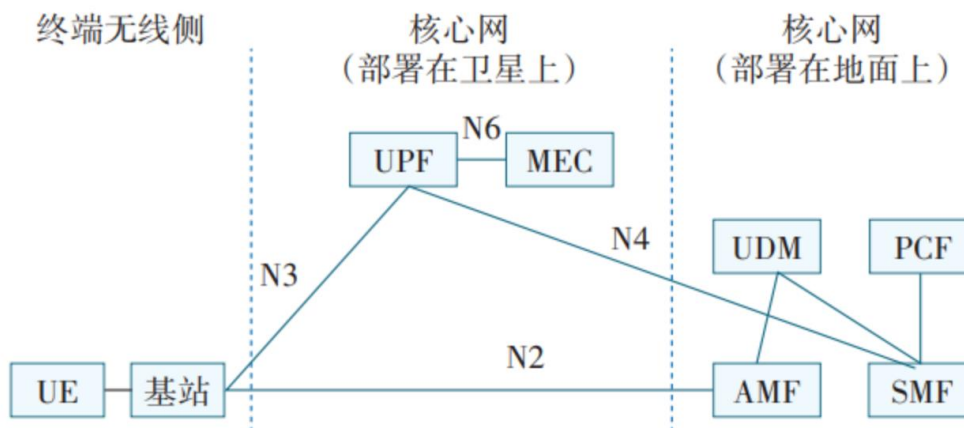 终端无线侧
核心网
（部署在卫星上）
核心网
（部署在地面上）
N6
UPF
MEC
N4
UDM
PCF
N3
N2
UE
基站
AMF
SMF